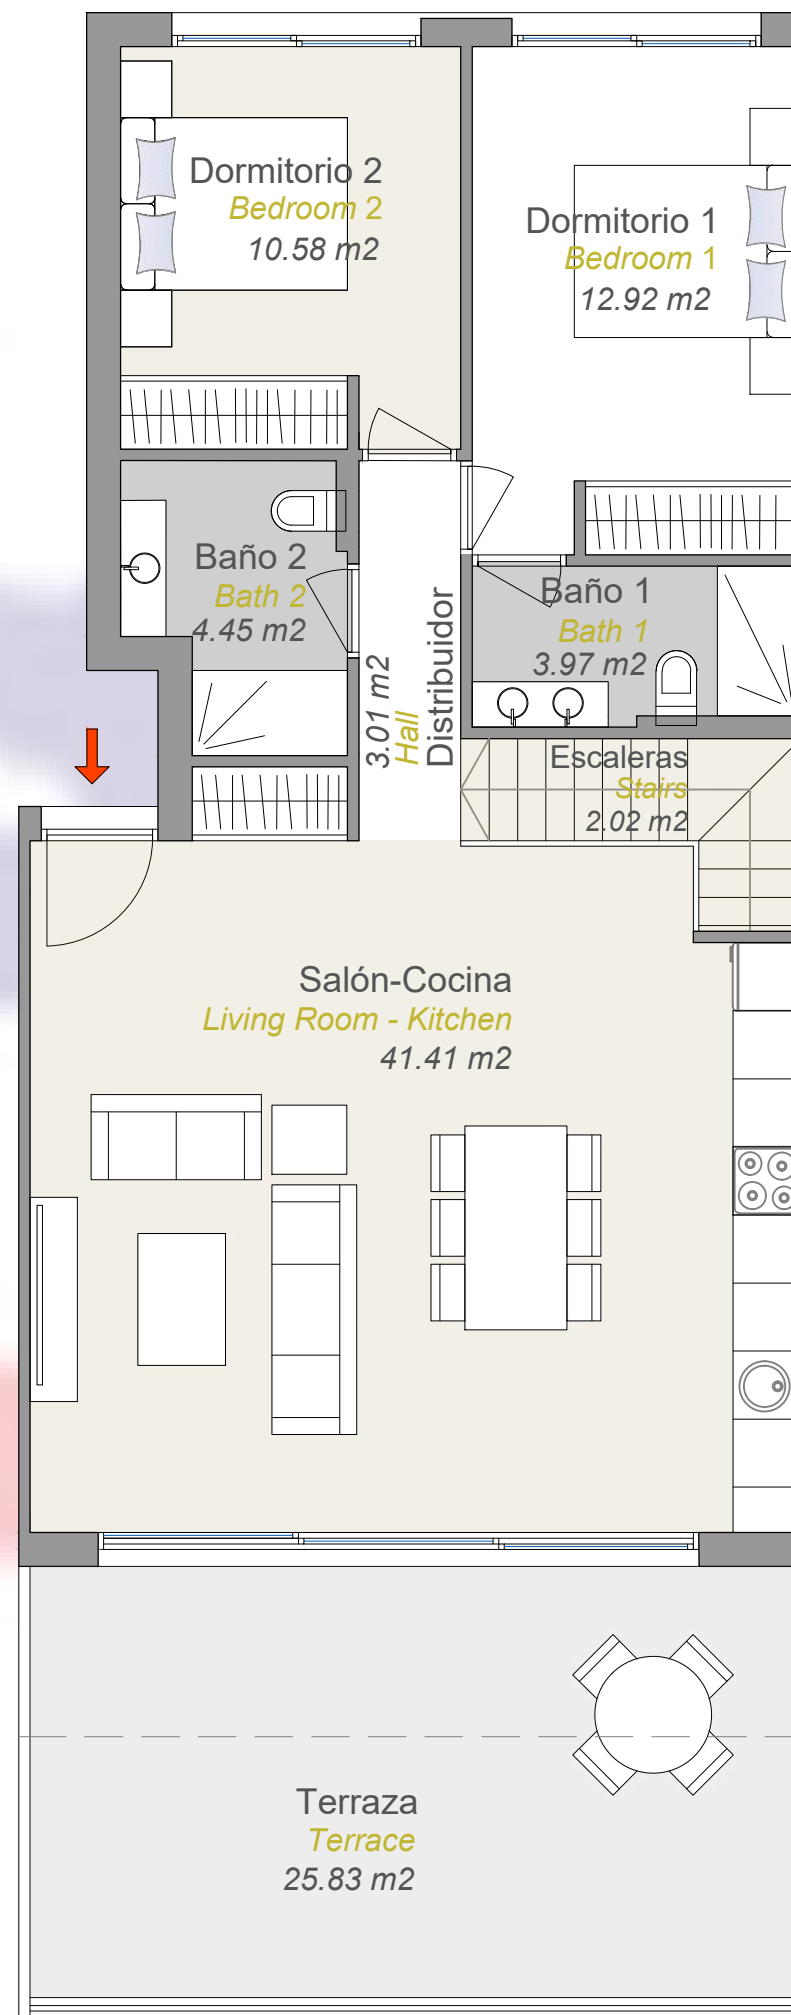 Dormitorio 2
Bedroom 2
10.58 m2
Dormitorio 1
Bedroom 1
12.92 m2
Baño 2
Bath 2
4.45 m2
Baño 1
Bath 1
3.97 m2
Distribuidor
Hall
3.01 m2
Escaleras
Stairs
2.02 m2
Salón-Cocina
Living Room - Kitchen
41.41 m2
Terraza
Terrace
25.83 m2